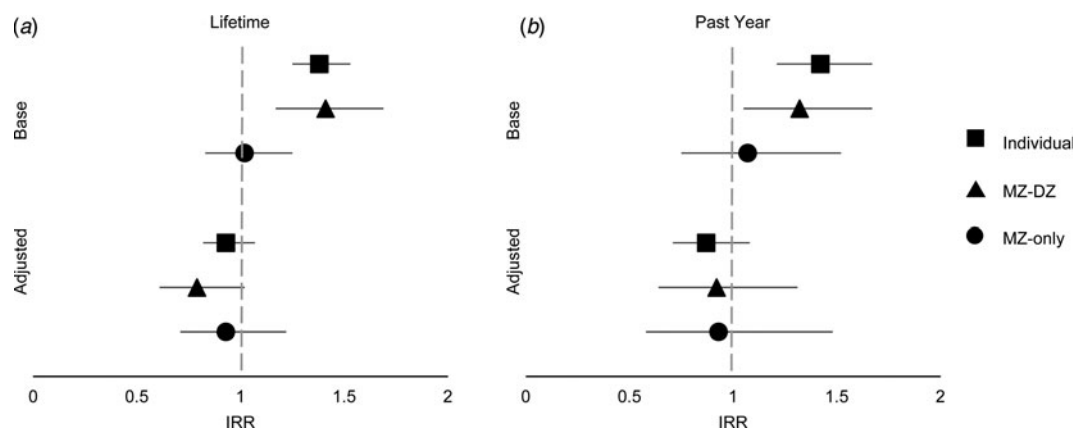 (a)
Lifetime
Base
Adjusted
0 0.5 1 1.5 2
IRR
(b)
Past Year
Base
Adjusted
0 0.5 1 1.5 2
IRR
Individual
MZ-DZ
MZ-only